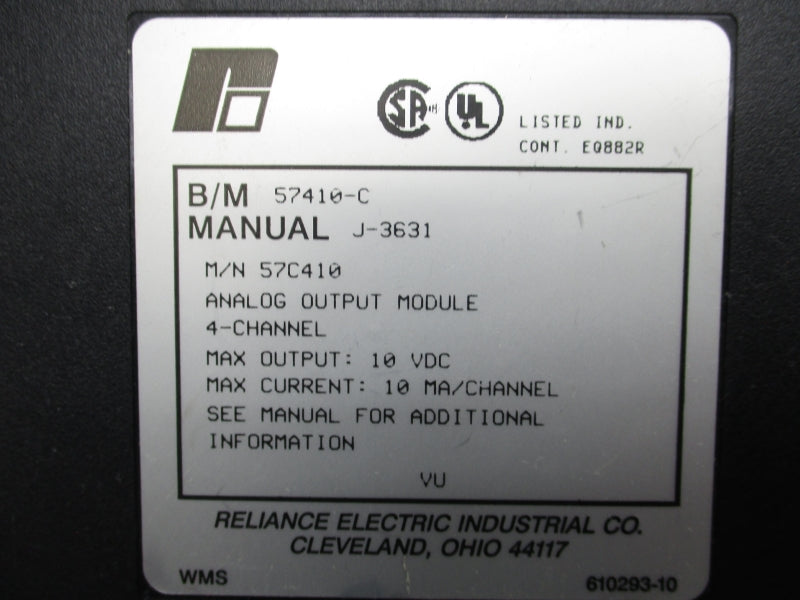 SA
UL
LISTED IND.
CONT. EQ882R
B/M 57410-C
MANUAL J-3631
M/N 57C410
ANALOG OUTPUT MODULE
4-CHANNEL
MAX OUTPUT: 10 VDC
MAX CURRENT: 10 MA/CHANNEL
SEE MANUAL FOR ADDITIONAL
INFORMATION
VU
RELIANCE ELECTRIC INDUSTRIAL CO.
CLEVELAND, OHIO 44117
WMS
610293-10